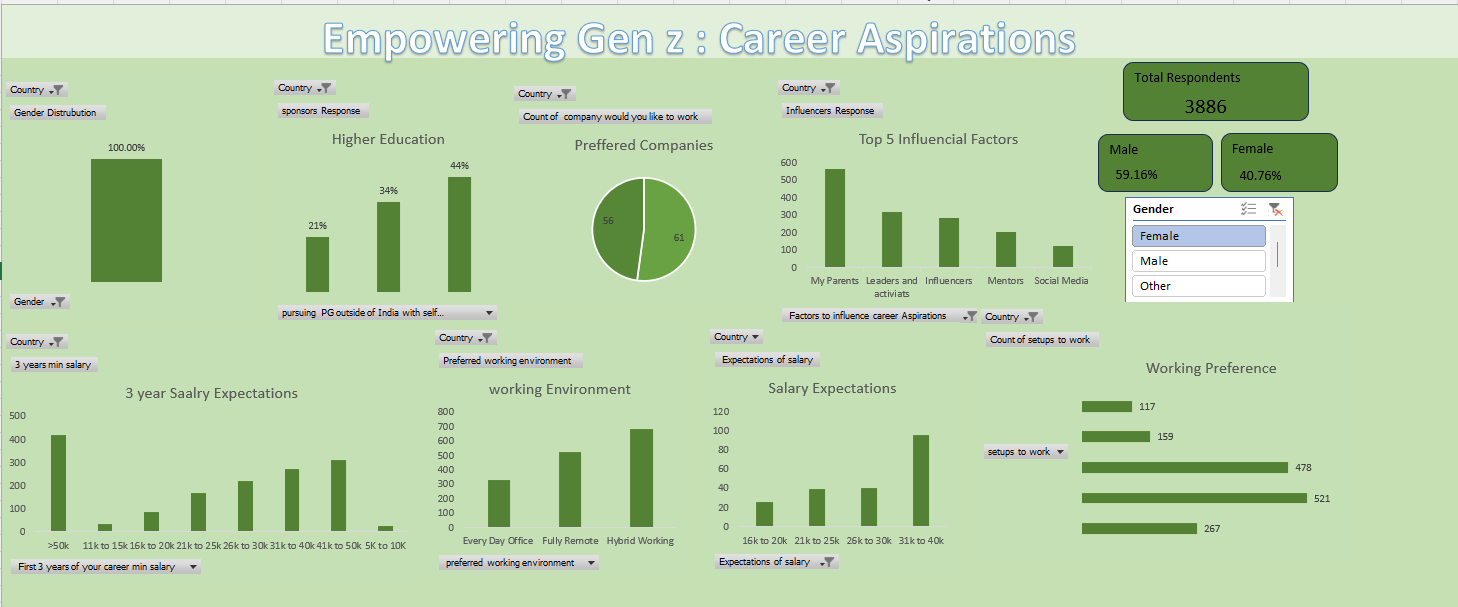 Empowering Gen z : Career Aspirations
Country
Gender Distrubution
100.00%
Gender
Country
sponsors Response
Higher Education
21%
34%
44%
pursuing PG outside of India with self...
Country
Count of company would you like to work
Preffered Companies
56
61
Country
Influencers Response
Top 5 Influencial Factors
600
500
400
300
200
100
0
My Parents
Leaders and
activiats
Influencers
Mentors
Social Media
Factors to influence career Aspirations
Total Respondents
3886
Male
59.16%
Female
40.76%
Gender
Female
Male
Other
Country
3 years min salary
3 year Saalry Expectations
500
400
300
200
100
0
>50k
11k to 15k
16k to 20k
21k to 25k
26k to 30k
31k to 40k
41k to 50k
5K to 10K
First 3 years of your career min salary
Country
Preferred working environment
working Environment
800
700
600
500
400
300
200
100
0
Every Day Office
Fully Remote
Hybrid Working
preferred working environment
Country
Expectations of salary
Salary Expectations
120
100
80
60
40
20
0
16k to 20k
21k to 25k
26k to 30k
31k to 40k
Expectations of salary
Country
Count of setups to work
Working Preference
setups to work
117
159
478
521
267